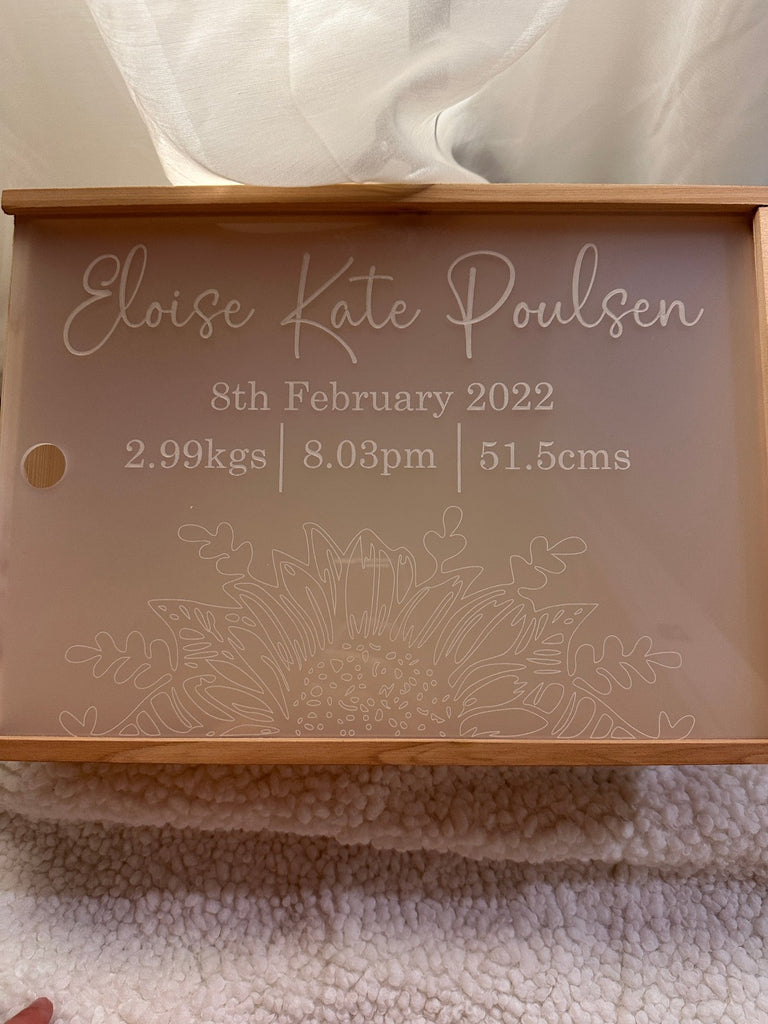 Eloise Kate Poulsen
8th February 2022
2.99kgs | 8.03pm | 51.5cms